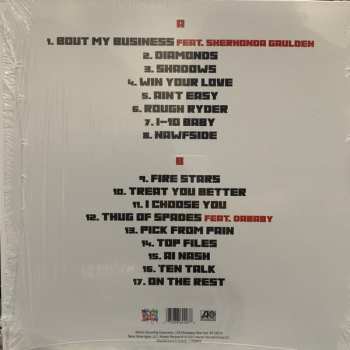 A
1. BOUT MY BUSINESS FEAT. SHERHONDA GAULDEN
2. DIAMONDS
3. SHADOWS
4. WIN YOUR LOVE
5. AIN'T EASY
6. ROUGH RYDER
7. I-10 BABY
8. NAWFSIDE
B
9. FIRE STARS
10. TREAT YOU BETTER
11. I CHOOSE YOU
12. THUG OF SPADES FEAT. DABABY
13. PICK FROM PAIN
14. TOP FILES
15. AI NASH
16. TEN TALK
17. ON THE REST